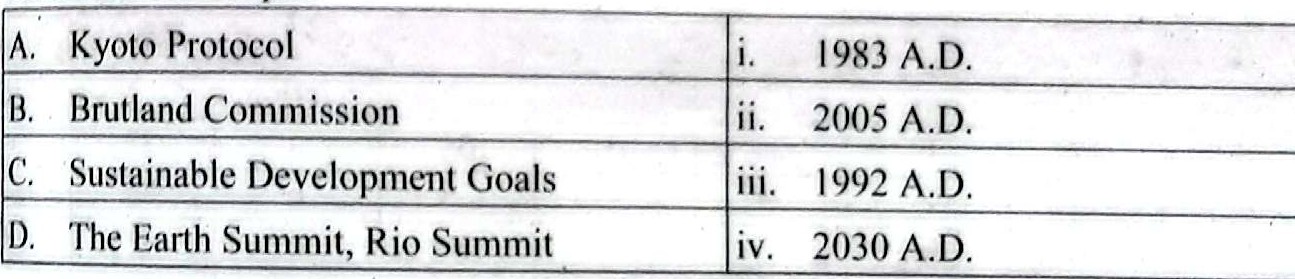 A. Kyoto Protocol i. 1983 A.D.
B. Brutland Commission ii. 2005 A.D.
C. Sustainable Development Goals iii. 1992 A.D.
D. The Earth Summit, Rio Summit iv. 2030 A.D.